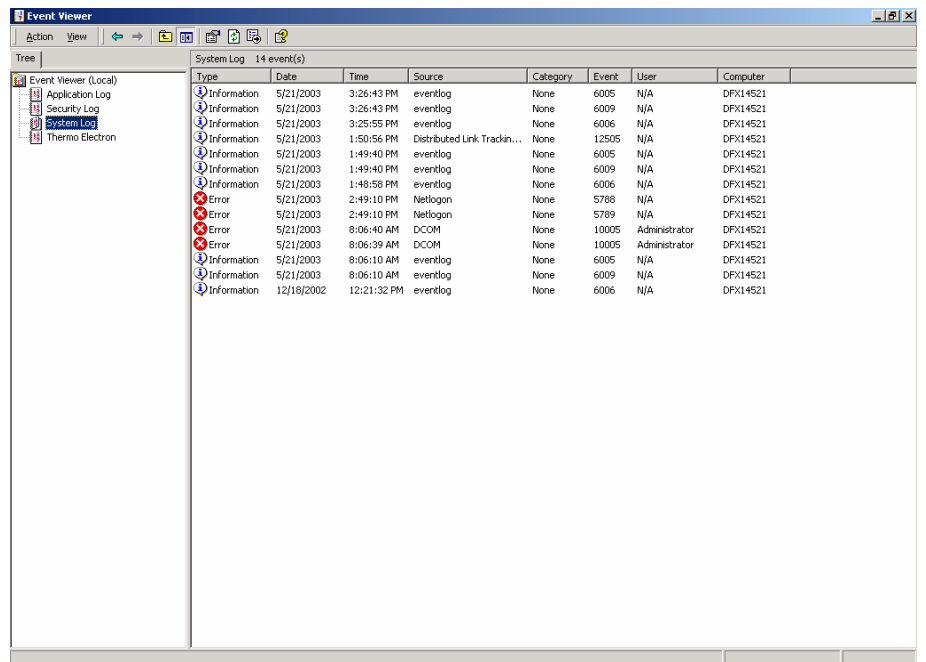 Event Viewer
Action View
Tree
System Log 14 event(s)
Event Viewer (Local)
Application Log
Security Log
System Log
Thermo Electron
Type Date Time Source Category Event User Computer
Information 5/21/2003 3:26:43 PM eventlog None 6005 N/A DFX14521
Information 5/21/2003 3:26:43 PM eventlog None 6009 N/A DFX14521
Information 5/21/2003 3:25:55 PM eventlog None 6006 N/A DFX14521
Information 5/21/2003 1:50:56 PM Distributed Link Trackin... None 12505 N/A DFX14521
Information 5/21/2003 1:49:40 PM eventlog None 6005 N/A DFX14521
Information 5/21/2003 1:49:40 PM eventlog None 6009 N/A DFX14521
Information 5/21/2003 1:48:58 PM eventlog None 6006 N/A DFX14521
Error 5/21/2003 2:49:10 PM Netlogon None 5788 N/A DFX14521
Error 5/21/2003 2:49:10 PM Netlogon None 5789 N/A DFX14521
Error 5/21/2003 8:06:40 AM DCOM None 10005 Administrator DFX14521
Error 5/21/2003 8:06:39 AM DCOM None 10005 Administrator DFX14521
Information 5/21/2003 8:06:10 AM eventlog None 6005 N/A DFX14521
Information 5/21/2003 8:06:10 AM eventlog None 6009 N/A DFX14521
Information 12/18/2002 12:21:32 PM eventlog None 6006 N/A DFX14521